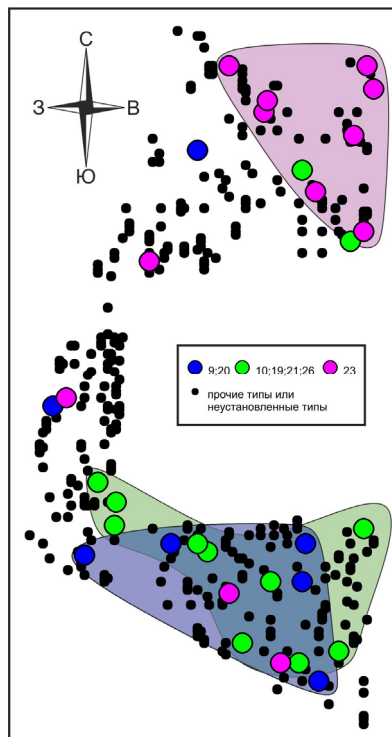 С
З В
Ю
9;20 10;19;21;26 23
прочие типы или
неустановленные типы